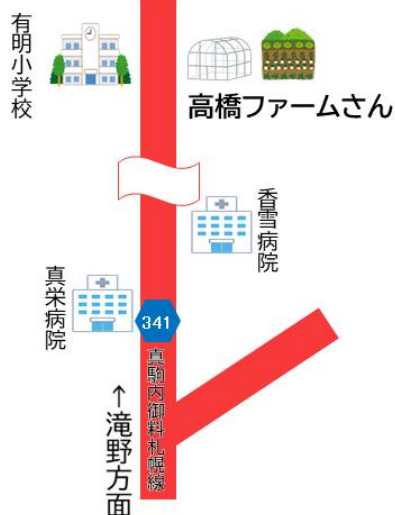 有明小学校
高橋ファームさん
香雪病院
真栄病院
341
真駒内御料札幌線
↑滝野方面